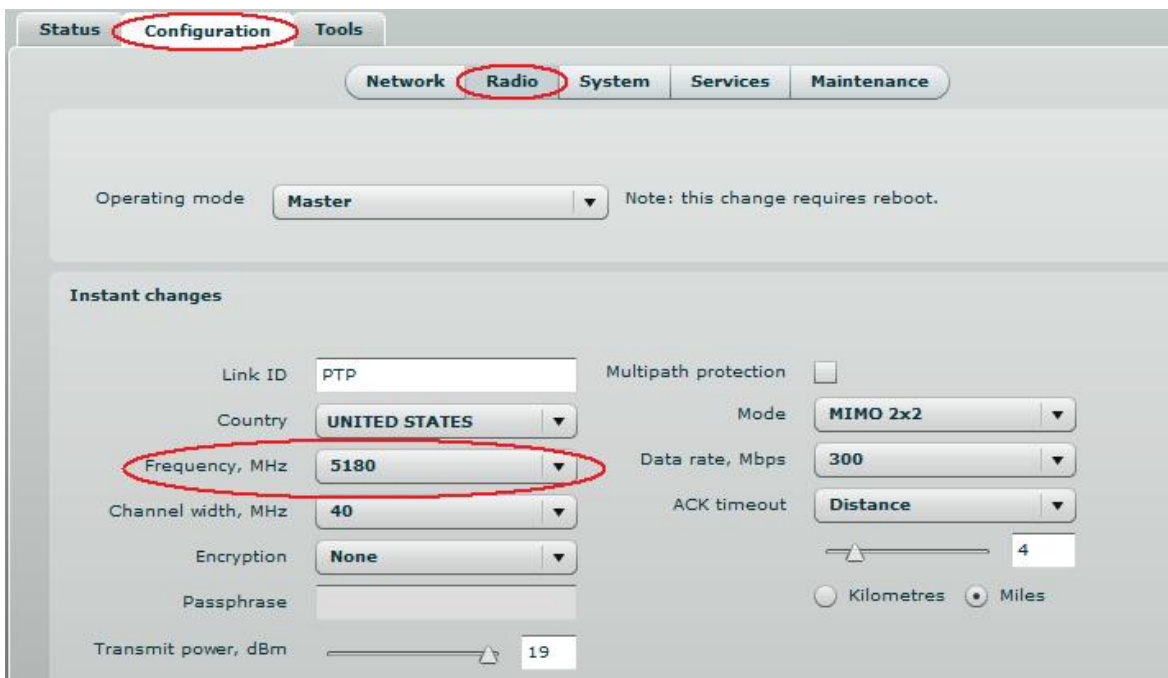 Status Configuration Tools
Network Radio System Services Maintenance
Operating mode Master Note: this change requires reboot.
Instant changes
Link ID PTP
Country UNITED STATES
Frequency, MHz 5180
Channel width, MHz 40
Encryption None
Passphrase
Transmit power, dBm 19
Multipath protection
Mode MIMO 2x2
Data rate, Mbps 300
ACK timeout Distance
4
Kilometres Miles